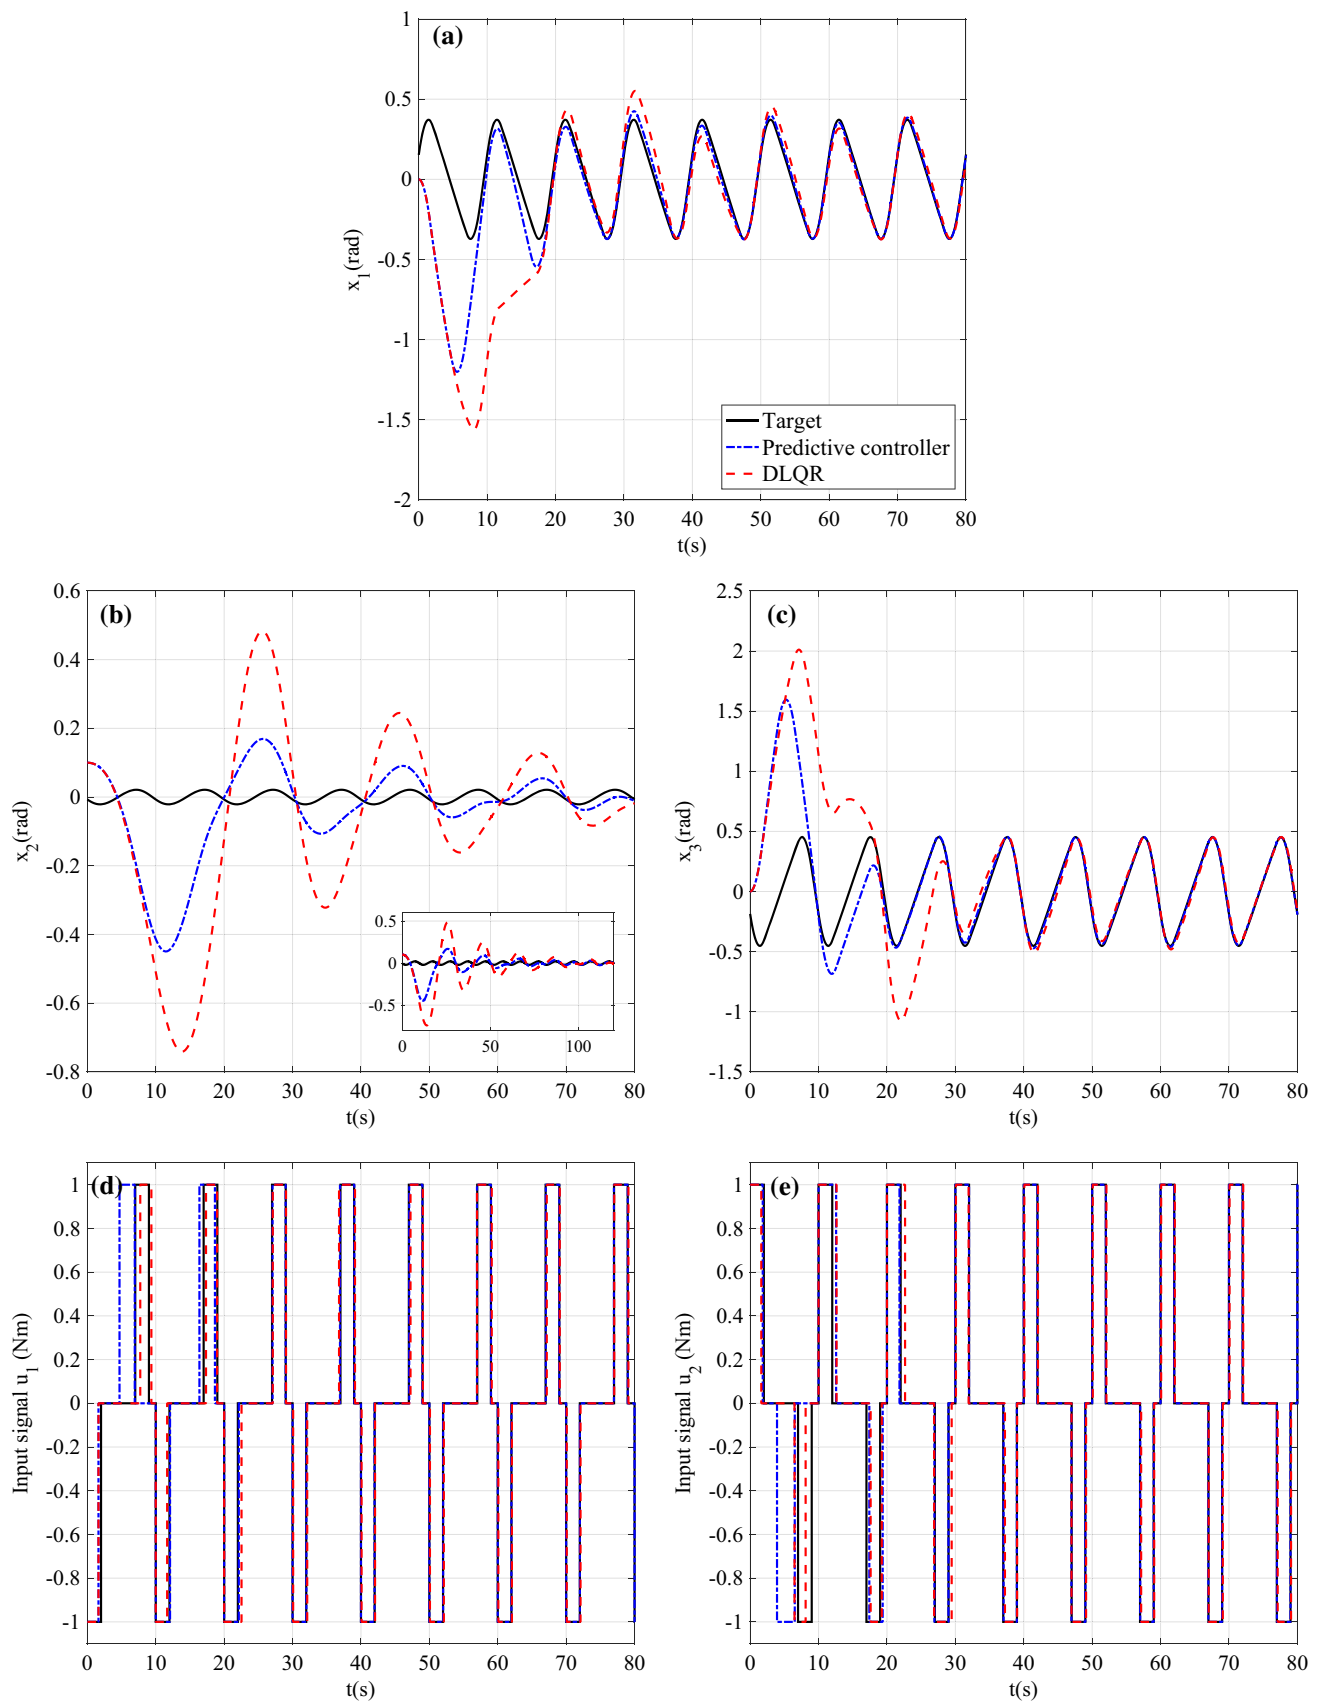 (a)
1
0.5
0
-0.5
-1
-1.5
-2
x1(rad)
Target
Predictive controller
DLQR
0 10 20 30 40 50 60 70 80
t(s)
(b)
0.6
0.4
0.2
0
-0.2
-0.4
-0.6
-0.8
x2(rad)
0.5
0
-0.5
0 50 100
0 10 20 30 40 50 60 70 80
t(s)
(c)
2.5
2
1.5
1
0.5
0
-0.5
-1
-1.5
x3(rad)
0 10 20 30 40 50 60 70 80
t(s)
(d)
1
0.8
0.6
0.4
0.2
0
-0.2
-0.4
-0.6
-0.8
-1
Input signal u1 (Nm)
0 10 20 30 40 50 60 70 80
t(s)
(e)
1
0.8
0.6
0.4
0.2
0
-0.2
-0.4
-0.6
-0.8
-1
Input signal u2 (Nm)
0 10 20 30 40 50 60 70 80
t(s)